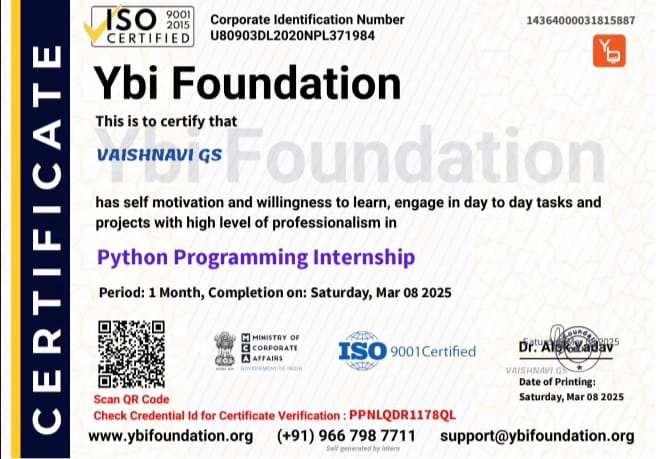 CERTIFICATE
ISO 9001
2015
CERTIFIED
Corporate Identification Number
U80903DL2020NPL371984
14364000031815887
Yb
Ybi Foundation
This is to certify that
Ybi Foundation
VAISHNAVI GS
has self motivation and willingness to learn, engage in day to day tasks and
projects with high level of professionalism in
Python Programming Internship
Period: 1 Month, Completion on: Saturday, Mar 08 2025
MINISTRY OF
CORPORATE
AFFAIRS
GOVERNMENT OF INDIA
ISO 9001Certified
Dr. Yadav
VAISHNAVI GS
Date of Printing:
Saturday, Mar 08 2025
Scan QR Code
Check Credential Id for Certificate Verification : PPNLQDR1178QL
www.ybifoundation.org (+91) 966 798 7711 support@ybifoundation.org
Self generated by intern